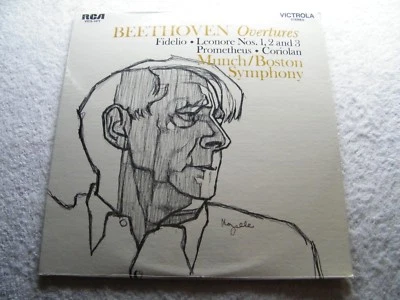 RCA
VICTROLA
BEETHOVEN Overtures
Fidelio • Leonore Nos. 1, 2 and 3
Prometheus • Coriolan
Munch/Boston
Symphony